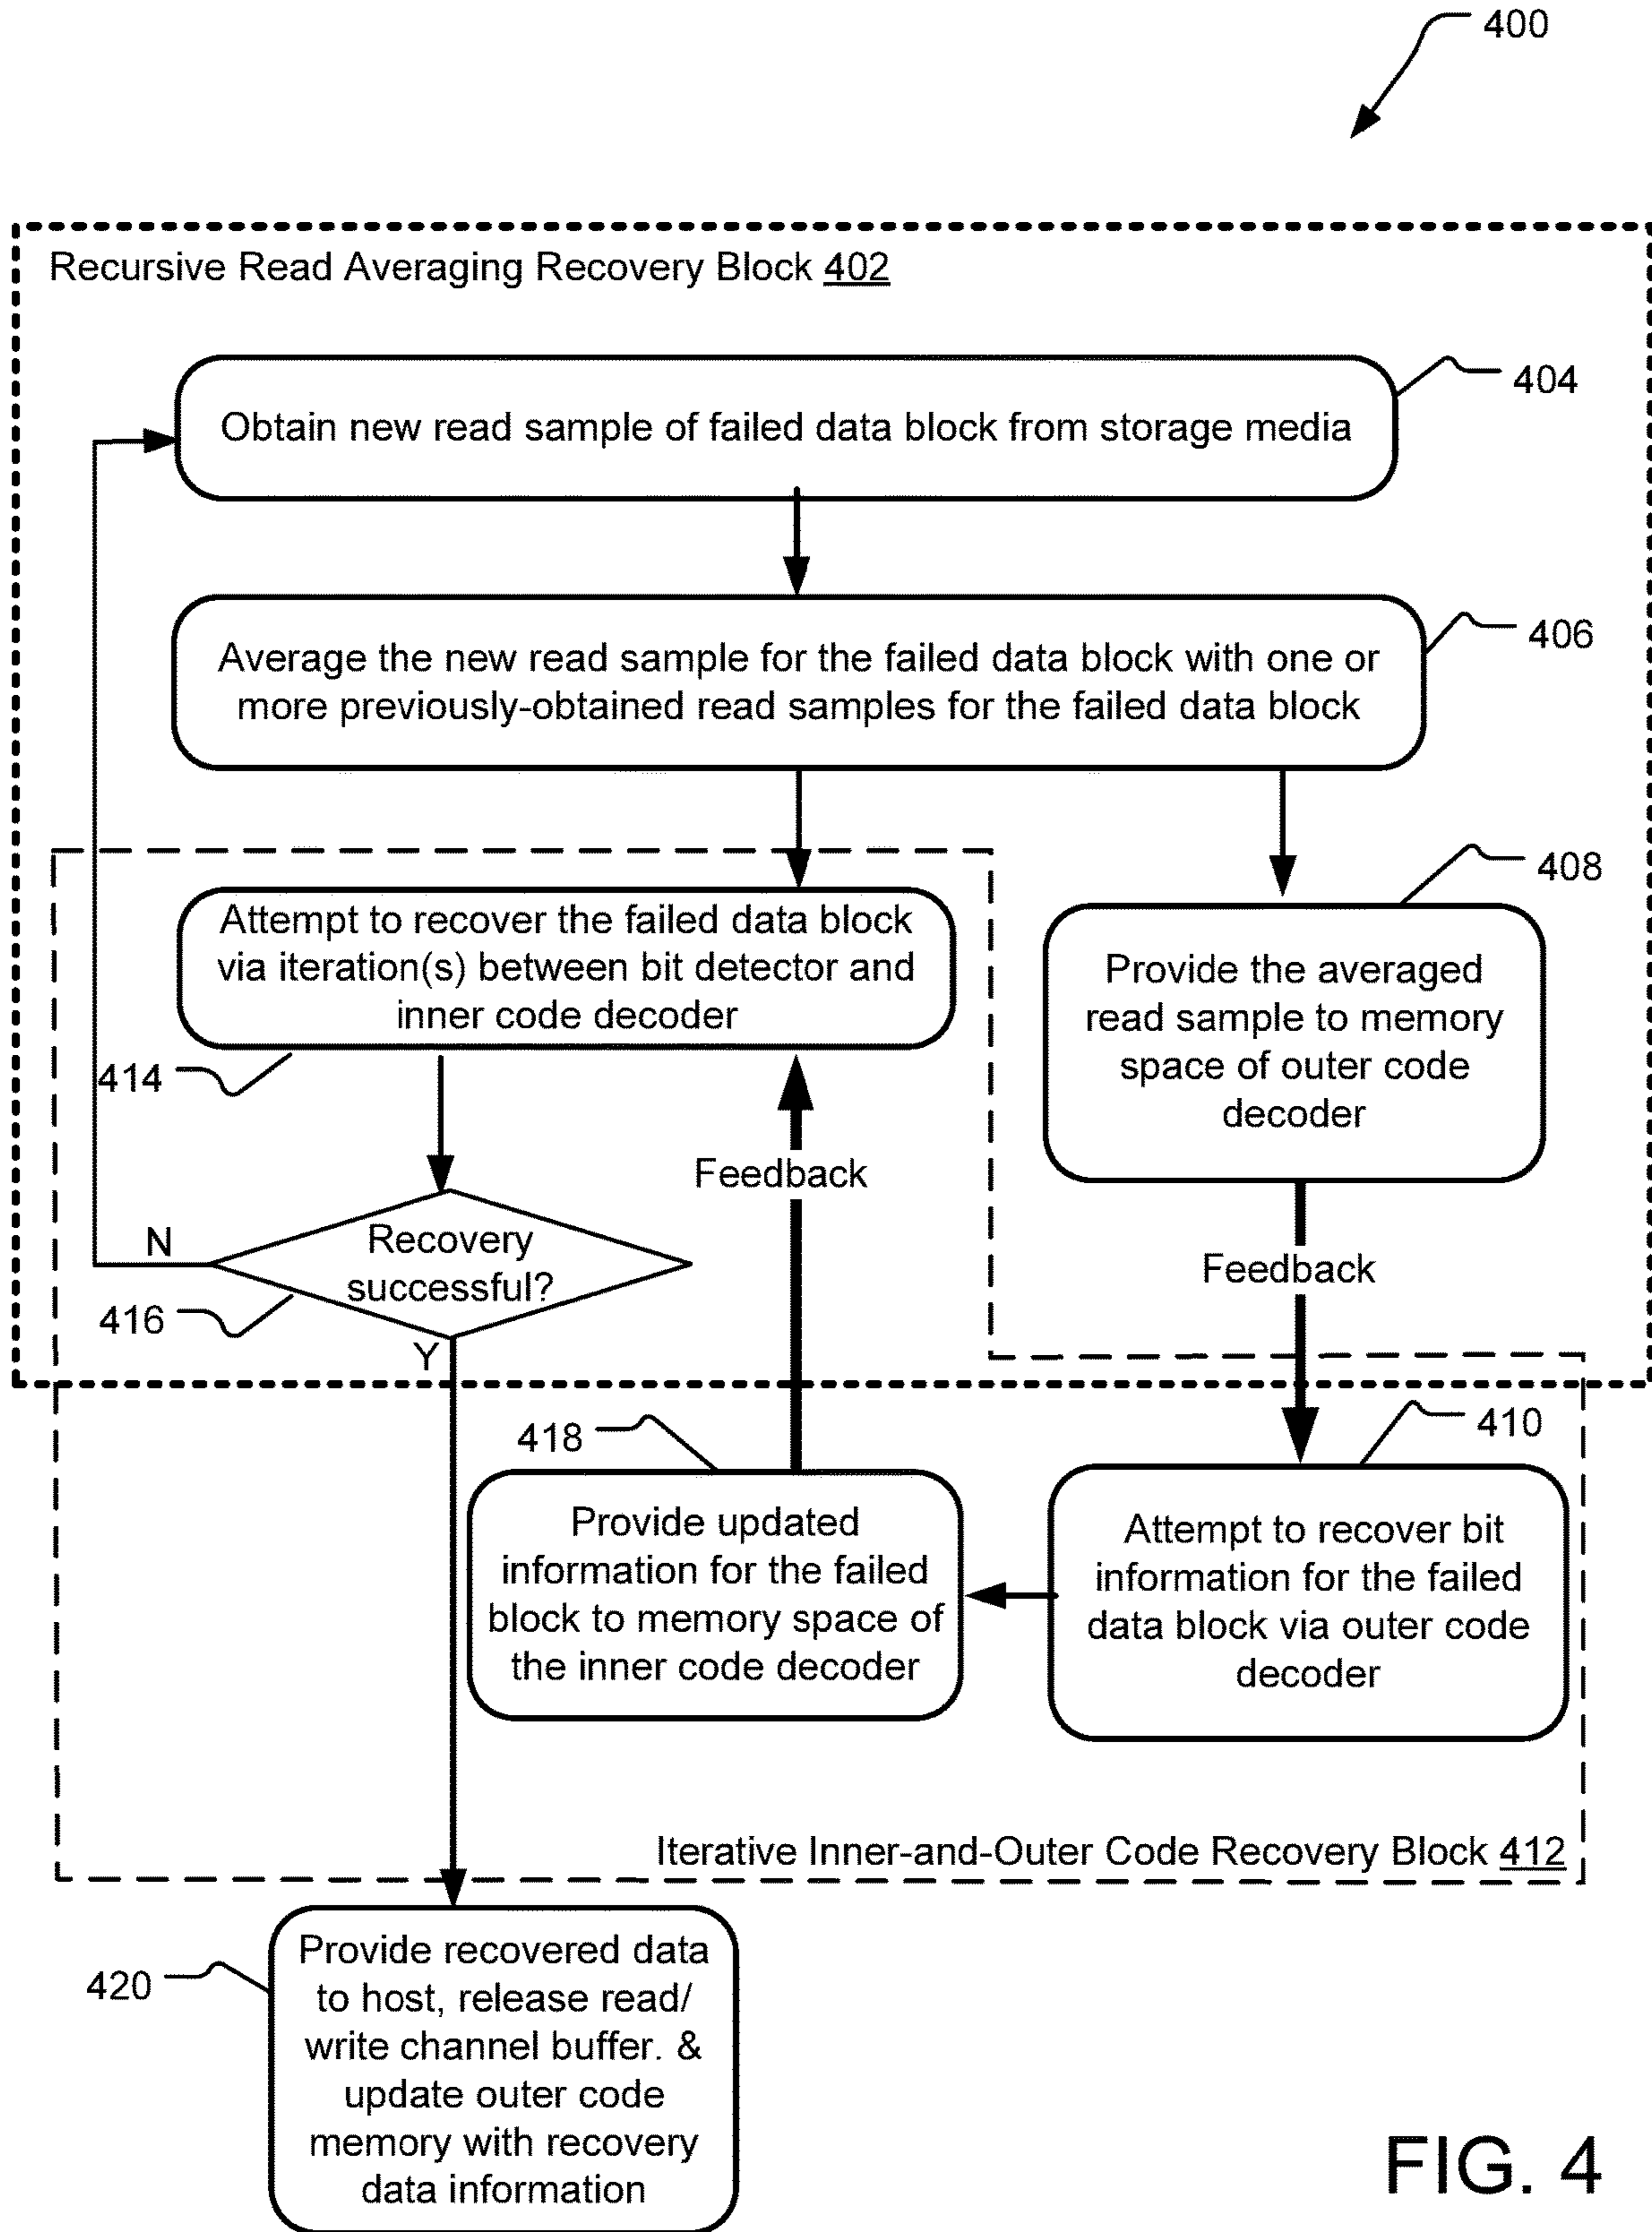 400
Recursive Read Averaging Recovery Block 402
404
Obtain new read sample of failed data block from storage media
406
Average the new read sample for the failed data block with one or
more previously-obtained read samples for the failed data block
408
Attempt to recover the failed data block
via iteration(s) between bit detector and
inner code decoder
414
Provide the averaged
read sample to memory
space of outer code
decoder
Feedback
Recovery
successful?
N
416
Y
Feedback
418
410
Provide updated
information for the failed
block to memory space of
the inner code decoder
Attempt to recover bit
information for the failed
data block via outer code
decoder
Iterative Inner-and-Outer Code Recovery Block 412
420
Provide recovered data
to host, release read/
write channel buffer. &
update outer code
memory with recovery
data information
FIG. 4